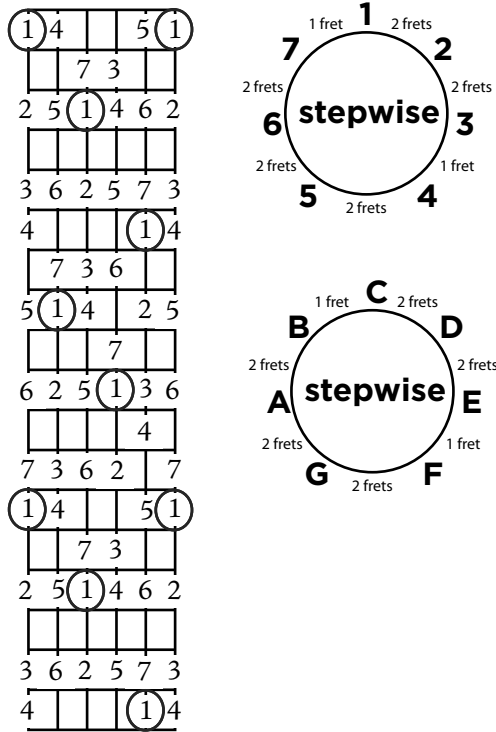 1 4 5 1
7 3
2 5 1 4 6 2
3 6 2 5 7 3
4 1 4
7 3 6
5 1 4 2 5
7
6 2 5 1 3 6
4
7 3 6 2 7
1 4 5 1
7 3
2 5 1 4 6 2
3 6 2 5 7 3
4 1 4
1
1 fret 2 frets
7 2
2 frets 2 frets
6 stepwise 3
2 frets 1 fret
5 4
2 frets
C
1 fret 2 frets
B D
2 frets 2 frets
A stepwise E
2 frets 1 fret
G F
2 frets